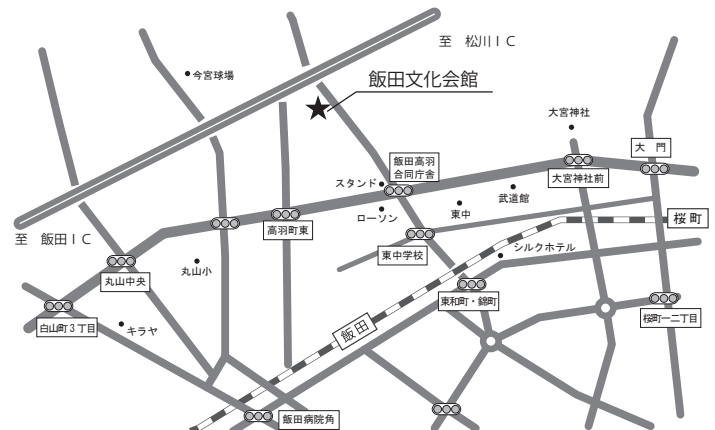 至　松川ＩＣ
今宮球場
飯田文化会館
大宮神社
大　門
飯田高羽
合同庁舎
スタンド
大宮神社前
武道館
東中
ローソン
高羽町東
桜 町
至　飯田ＩＣ
東中学校
シルクホテル
丸山小
丸山中央
東和町・錦町
白山町３丁目
キラヤ
飯田
桜町一二丁目
飯田病院角